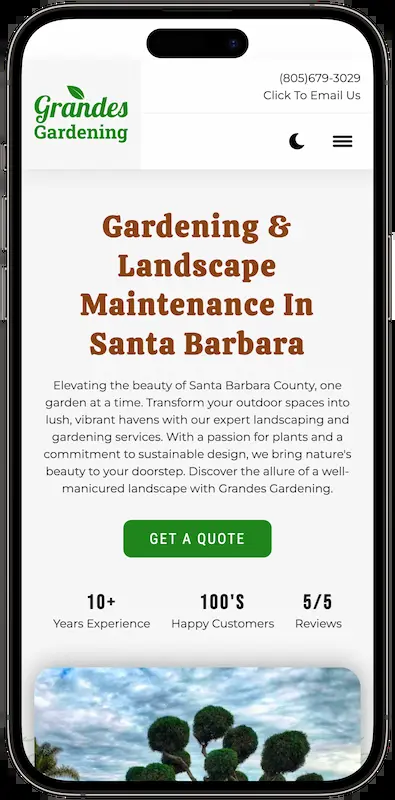 Grandes
Gardening
(805)679-3029
Click To Email Us
Gardening &
Landscape
Maintenance In
Santa Barbara
Elevating the beauty of Santa Barbara County, one
garden at a time. Transform your outdoor spaces into
lush, vibrant havens with our expert landscaping and
gardening services. With a passion for plants and a
commitment to sustainable design, we bring nature's
beauty to your doorstep. Discover the allure of a well-
manicured landscape with Grandes Gardening.
GET A QUOTE
10+ 100'S 5/5
Years Experience Happy Customers Reviews